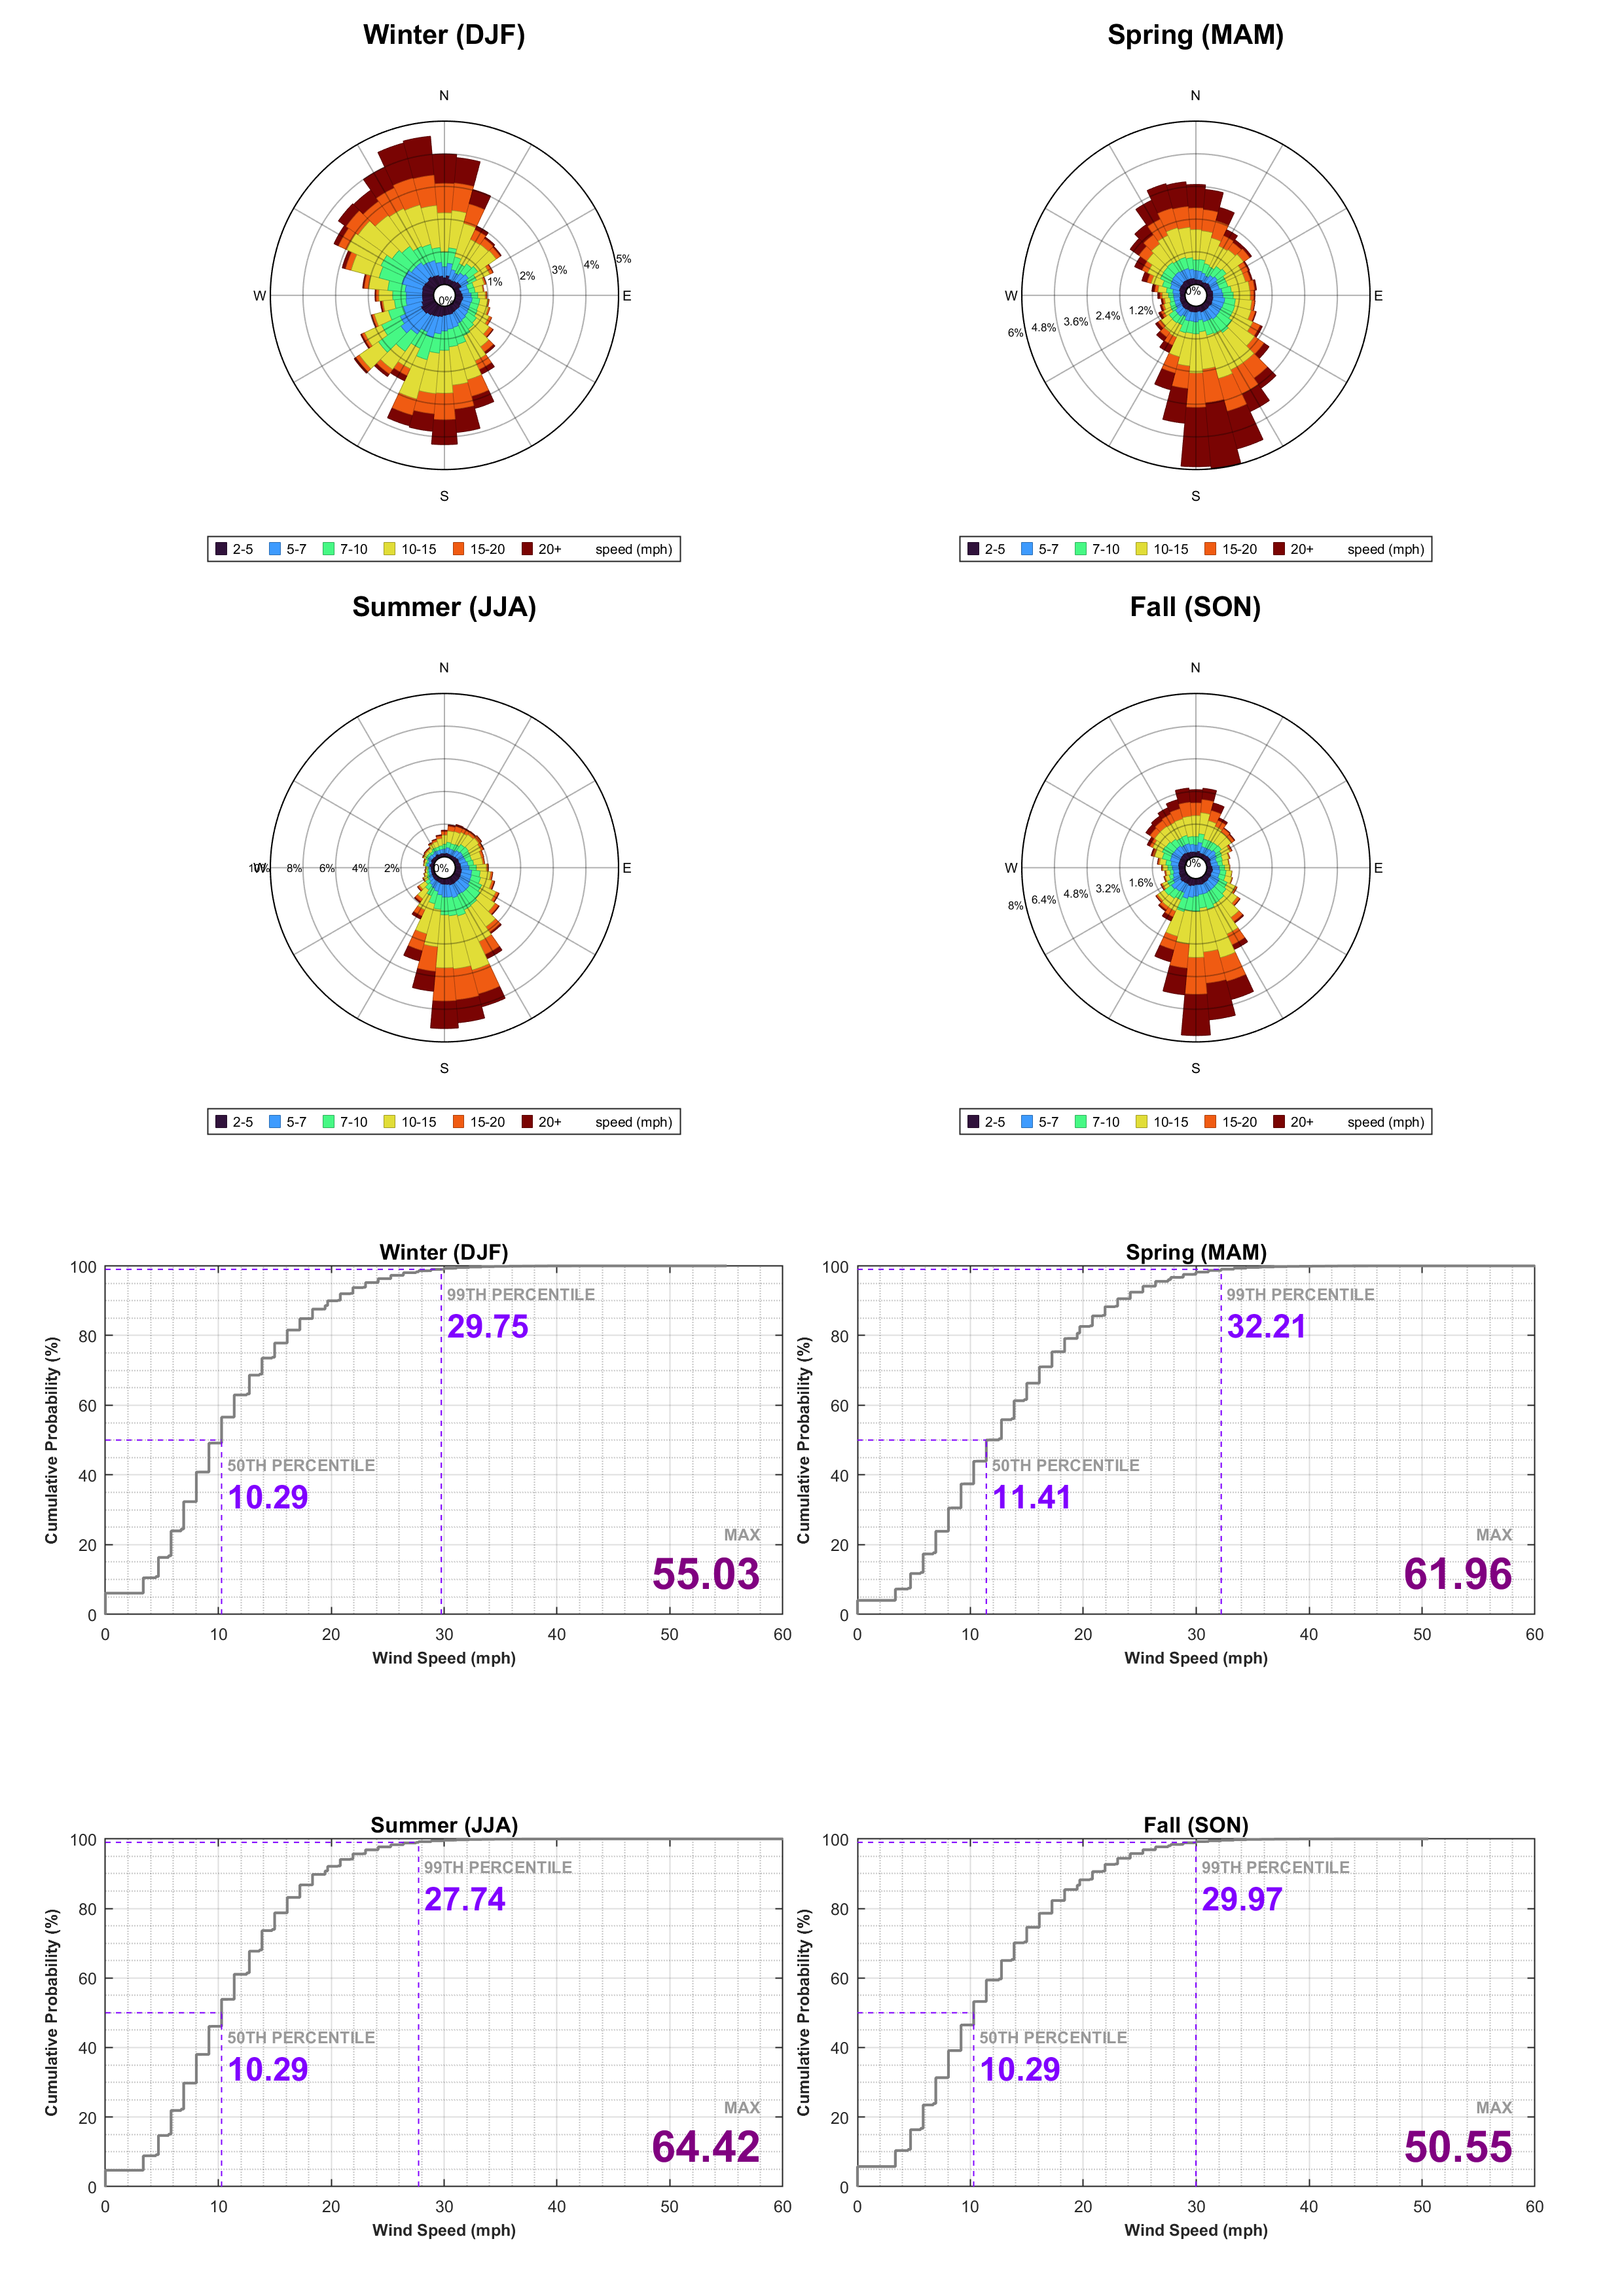 Winter (DJF)
N
5%
4%
3%
2%
1%
0%
W
E
S
2-5 5-7 7-10 10-15 15-20 20+ speed (mph)
Spring (MAM)
N
0%
W
E
1.2%
2.4%
3.6%
4.8%
6%
S
2-5 5-7 7-10 10-15 15-20 20+ speed (mph)
Summer (JJA)
N
10%
W
8%
6%
4%
2%
0%
E
S
2-5 5-7 7-10 10-15 15-20 20+ speed (mph)
Fall (SON)
N
0%
W
E
1.6%
3.2%
4.8%
6.4%
8%
S
2-5 5-7 7-10 10-15 15-20 20+ speed (mph)
Winter (DJF)
100
80
60
40
20
0
Cumulative Probability (%)
99TH PERCENTILE
29.75
50TH PERCENTILE
10.29
MAX
55.03
0 10 20 30 40 50 60
Wind Speed (mph)
Spring (MAM)
100
80
60
40
20
0
Cumulative Probability (%)
99TH PERCENTILE
32.21
50TH PERCENTILE
11.41
MAX
61.96
0 10 20 30 40 50 60
Wind Speed (mph)
Summer (JJA)
100
80
60
40
20
0
Cumulative Probability (%)
99TH PERCENTILE
27.74
50TH PERCENTILE
10.29
MAX
64.42
0 10 20 30 40 50 60
Wind Speed (mph)
Fall (SON)
100
80
60
40
20
0
Cumulative Probability (%)
99TH PERCENTILE
29.97
50TH PERCENTILE
10.29
MAX
50.55
0 10 20 30 40 50 60
Wind Speed (mph)